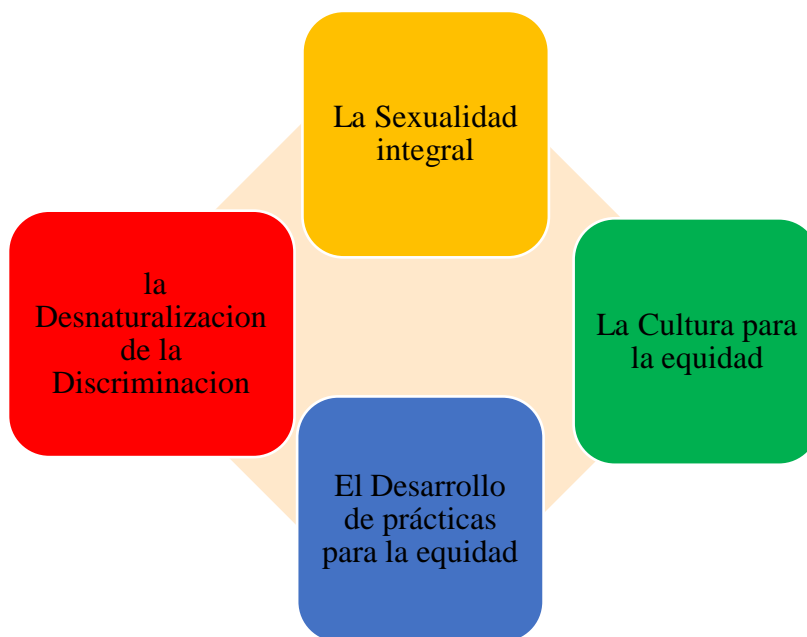 La Sexualidad
integral
la
Desnaturalizacion
de la
Discriminacion
La Cultura para
la equidad
El Desarrollo
de prácticas
para la equidad